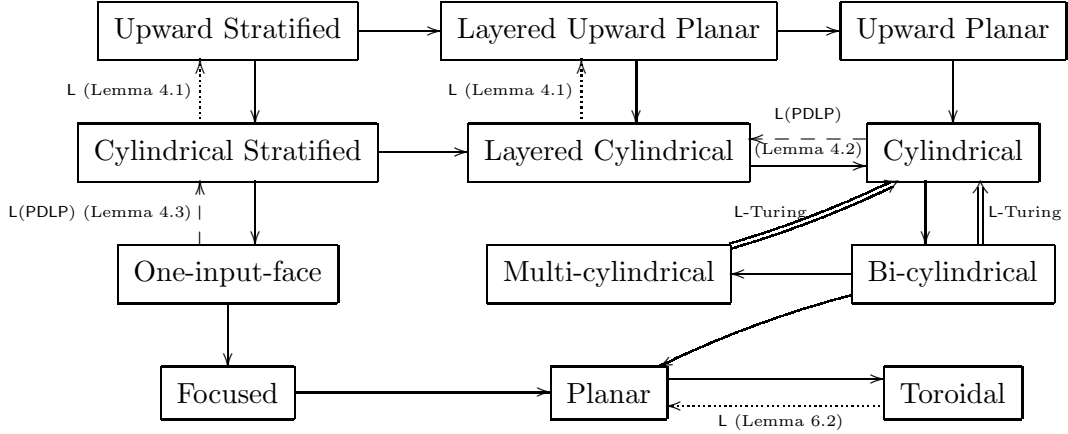 Upward Stratified
Layered Upward Planar
Upward Planar
L (Lemma 4.1)
L (Lemma 4.1)
L(PDLP)
(Lemma 4.2)
Cylindrical Stratified
Layered Cylindrical
Cylindrical
L(PDLP) (Lemma 4.3)
L-Turing
L-Turing
One-input-face
Multi-cylindrical
Bi-cylindrical
Focused
Planar
Toroidal
L (Lemma 6.2)